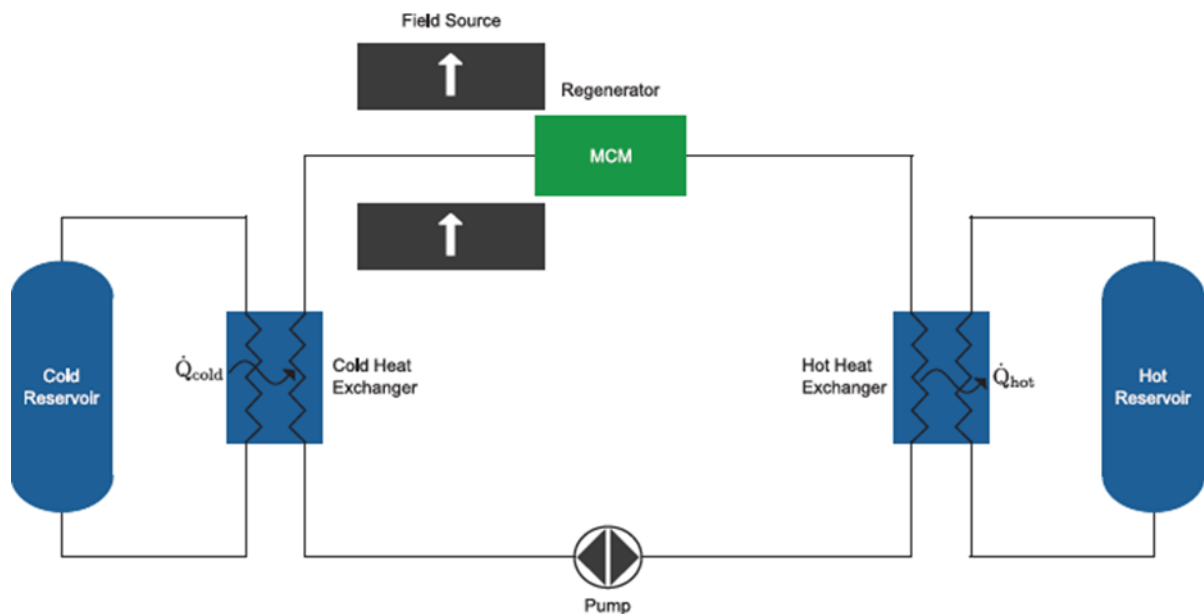 Field Source
Regenerator
MCM
Cold
Reservoir
Q̇cold
Cold Heat
Exchanger
Hot Heat
Exchanger
Q̇hot
Hot
Reservoir
Pump